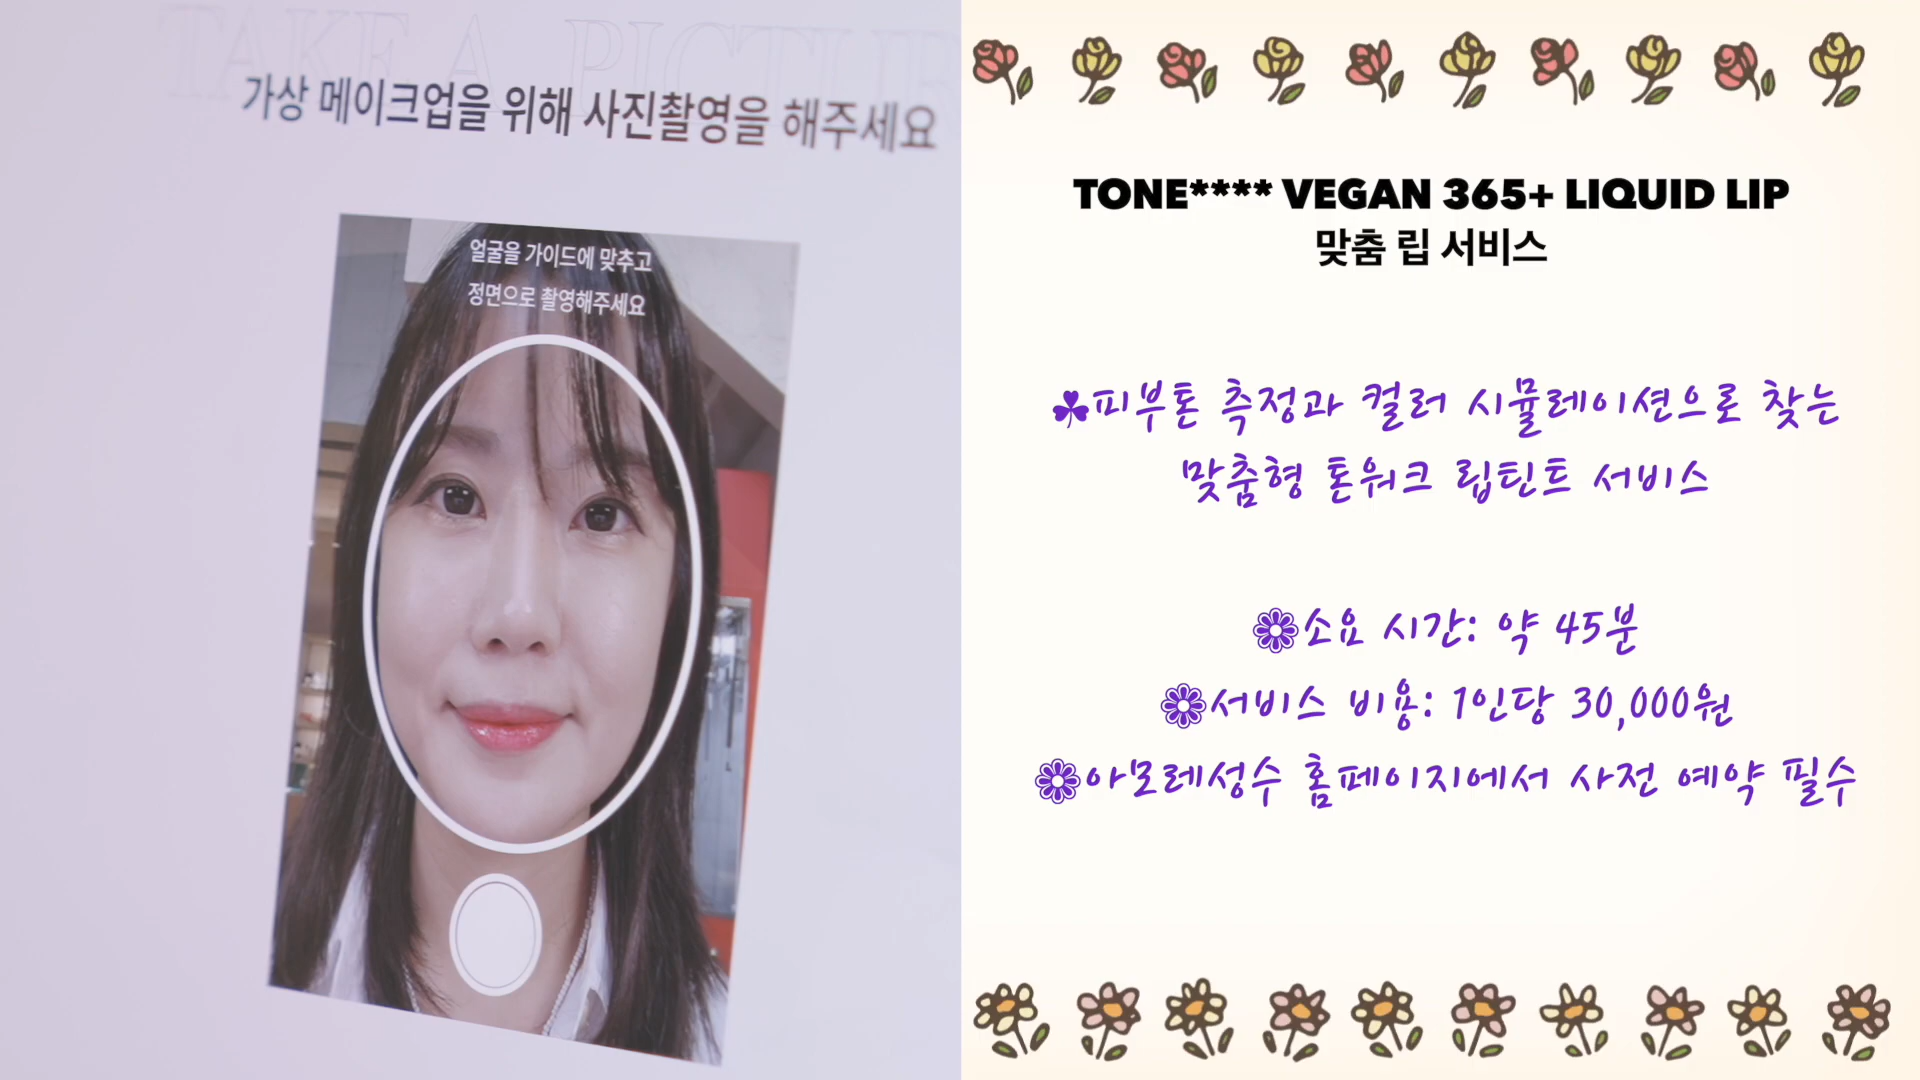 TAKE A PICTUR
가상 메이크업을 위해 사진촬영을 해주세요
얼굴을 가이드에 맞추고
정면으로 촬영해주세요
TONE**** VEGAN 365+ LIQUID LIP
맞춤 립 서비스
☘피부톤 측정과 컬러 시뮬레이션으로 찾는
맞춤형 톤워크 립틴트 서비스
❁소요 시간: 약 45분
❁서비스 비용: 1인당 30,000원
❁아모레성수 홈페이지에서 사전 예약 필수